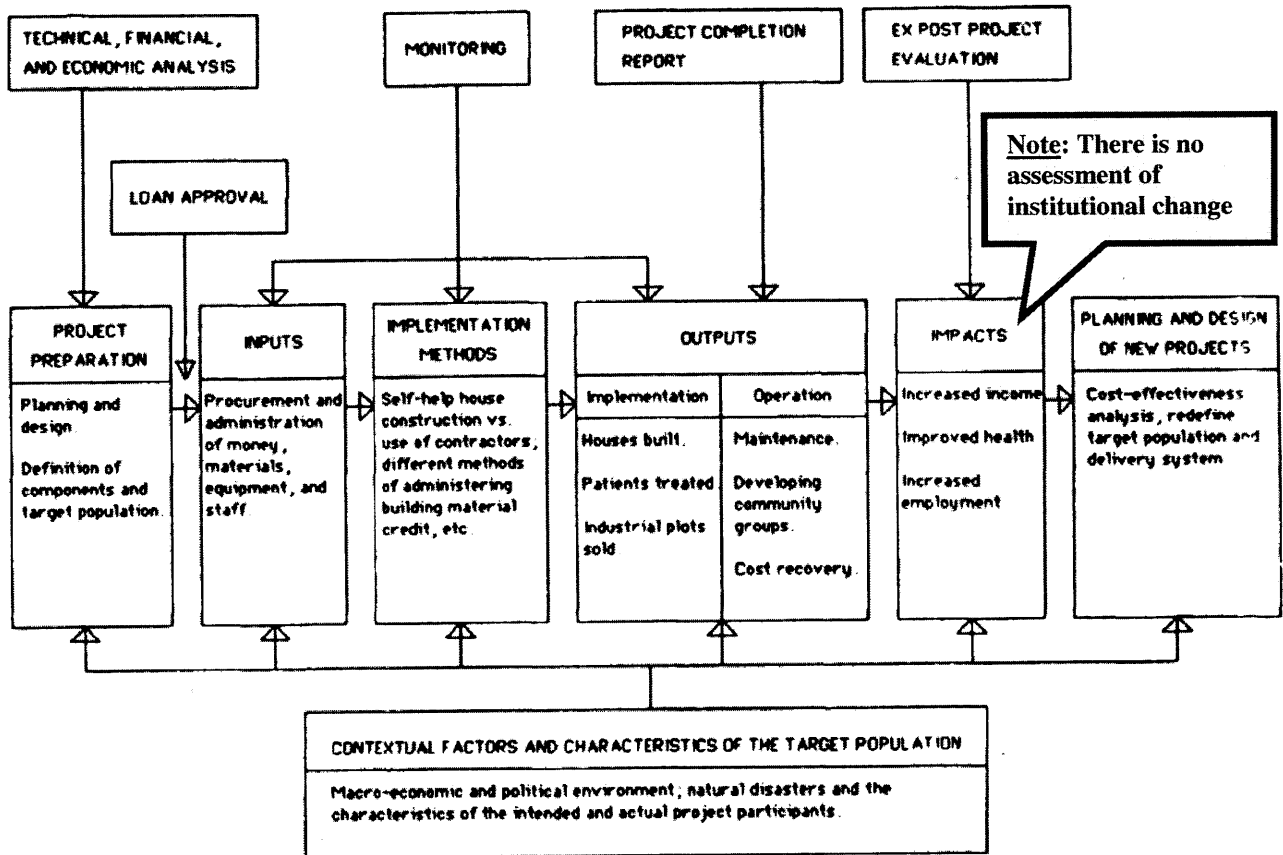 TECHNICAL, FINANCIAL,
AND ECONOMIC ANALYSIS
MONITORING
PROJECT COMPLETION
REPORT
EX POST PROJECT
EVALUATION
Note: There is no
assessment of
institutional change
LOAN APPROVAL
PROJECT
PREPARATION
Planning and
design.
Definition of
components and
target population.
INPUTS
Procurement and
administration
of money,
materials,
equipment, and
staff
IMPLEMENTATION
METHODS
Self-help house
construction vs.
use of contractors;
different methods
of administering
building material
credit, etc.
OUTPUTS
Implementation
Houses built.
Patients treated.
Industrial plots
sold
Operation
Maintenance.
Developing
community
groups.
Cost recovery.
IMPACTS
Increased income
Improved health
Increased
employment
PLANNING AND DESIGN
OF NEW PROJECTS
Cost-effectiveness
analysis, redefine
target population and
delivery system
CONTEXTUAL FACTORS AND CHARACTERISTICS OF THE TARGET POPULATION
Macro-economic and political environment; natural disasters and the
characteristics of the intended and actual project participants.